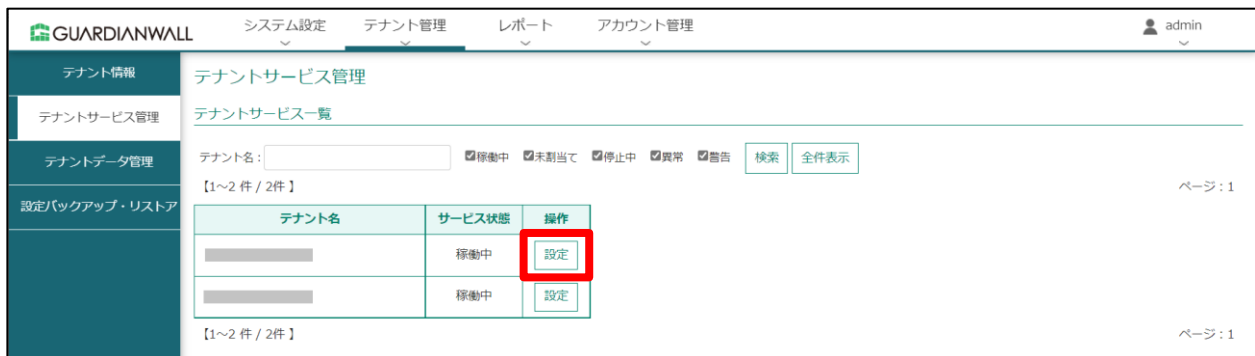 GUARDIANWALL システム設定 テナント管理 レポート アカウント管理 admin
テナント情報
テナントサービス管理
テナントデータ管理
設定バックアップ・リストア
テナントサービス管理
テナントサービス一覧
テナント名: 稼働中 未割当て 停止中 異常 警告 検索 全件表示
【1～2 件 / 2件 】 ページ : 1
テナント名 サービス状態 操作
稼働中 設定
稼働中 設定
【1～2 件 / 2件 】 ページ : 1